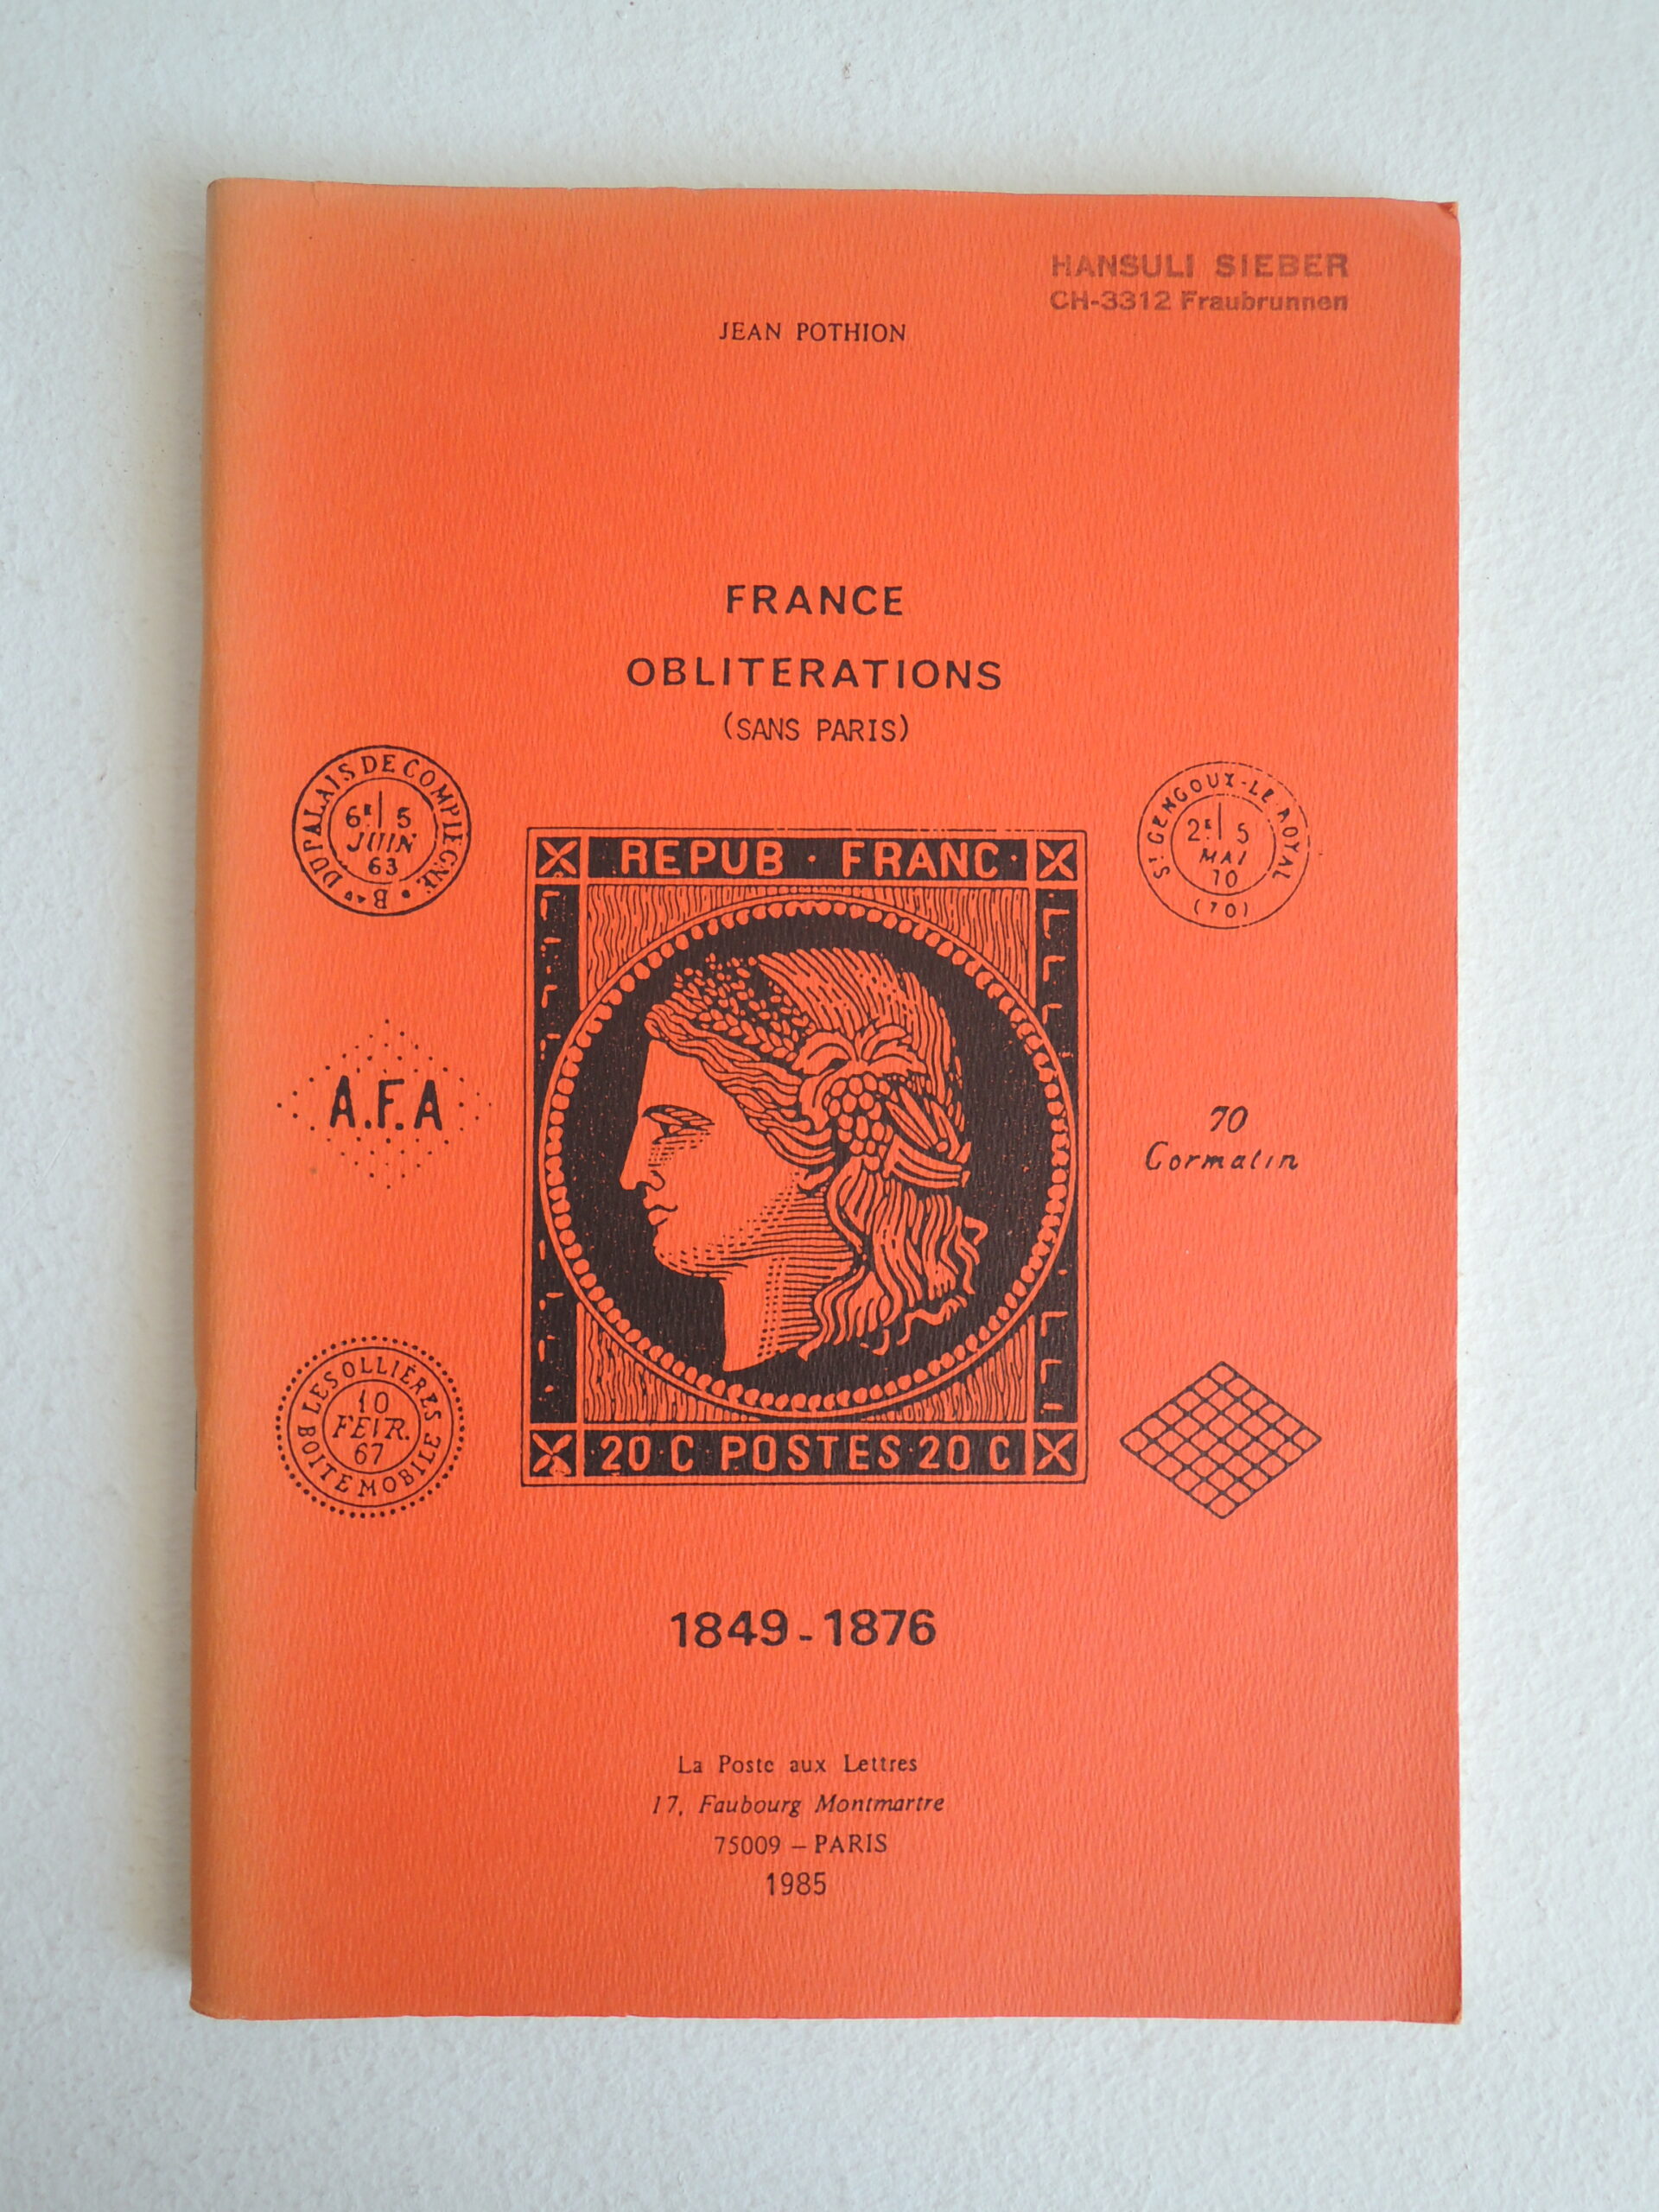 HANSULI SIEBER
CH-3312 Fraubrunnen
JEAN POTHION
FRANCE
OBLITERATIONS
(SANS PARIS)
DU PALAIS DE COMPIEGNE
6E 5
JUIN
63
B
ST GENGOUX-LE-ROYAL
2E 5
MAI
70
(70)
REPUB · FRANC ·
A.F.A
70
Cormatin
LES OLLIÈRES
10
FEVR.
67
BOITE MOBILE
· 20 · C · POSTES · 20 C
1849 - 1876
La Poste aux Lettres
17, Faubourg Montmartre
75009 – PARIS
1985